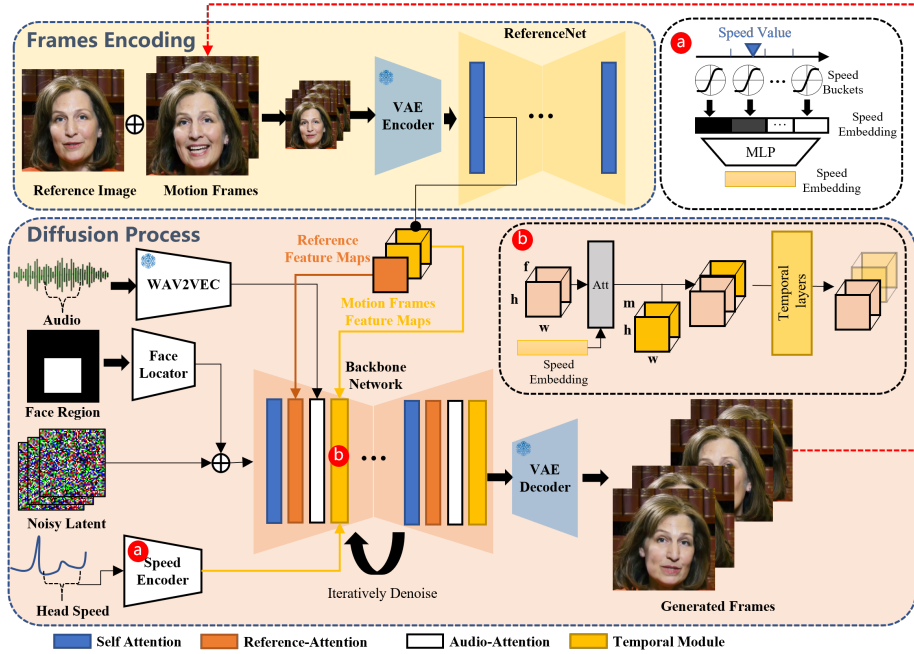 Frames Encoding
ReferenceNet
VAE
Encoder
Reference Image
Motion Frames
a
Speed Value
Speed
Buckets
Speed
Embedding
MLP
Speed
Embedding
Diffusion Process
Audio
WAV2VEC
Reference
Feature Maps
Motion Frames
Feature Maps
Face Region
Face
Locator
Backbone
Network
b
Noisy Latent
VAE
Decoder
a
Head Speed
Speed
Encoder
Iteratively Denoise
Generated Frames
b
f
h
w
Att
Speed
Embedding
m
h
w
Temporal
layers
Self Attention
Reference-Attention
Audio-Attention
Temporal Module